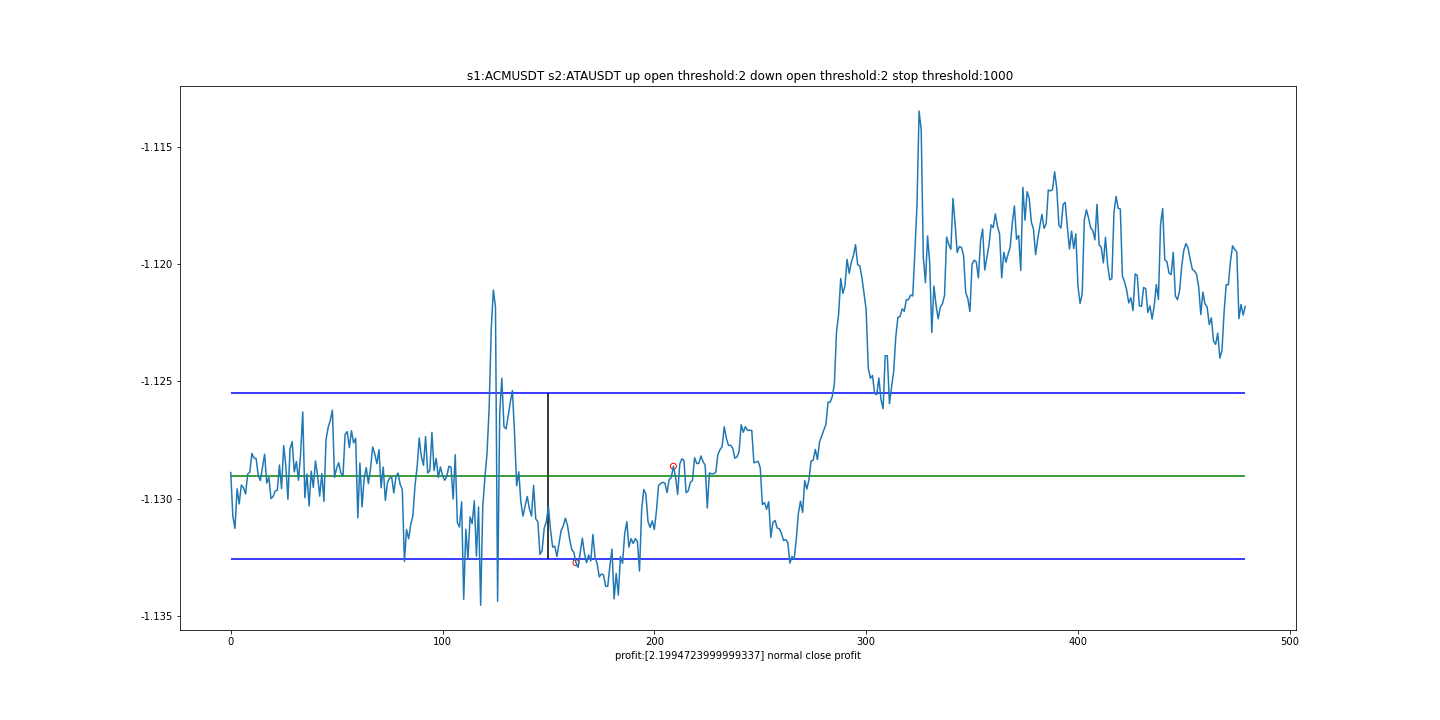 s1:ACMUSDT s2:ATAUSDT up open threshold:2 down open threshold:2 stop threshold:1000
-1.115
-1.120
-1.125
-1.130
-1.135
0 100 200 300 400 500
profit:[2.1994723999999337] normal close profit